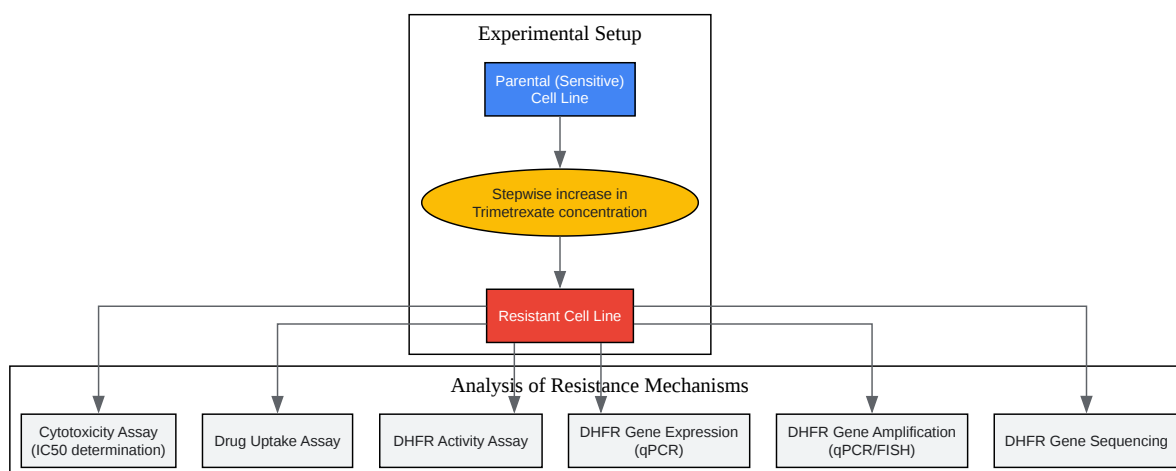 Experimental Setup
Parental (Sensitive)
Cell Line
Stepwise increase in
Trimetrexate concentration
Resistant Cell Line
Analysis of Resistance Mechanisms
Cytotoxicity Assay
(IC50 determination)
Drug Uptake Assay
DHFR Activity Assay
DHFR Gene Expression
(qPCR)
DHFR Gene Amplification
(qPCR/FISH)
DHFR Gene Sequencing